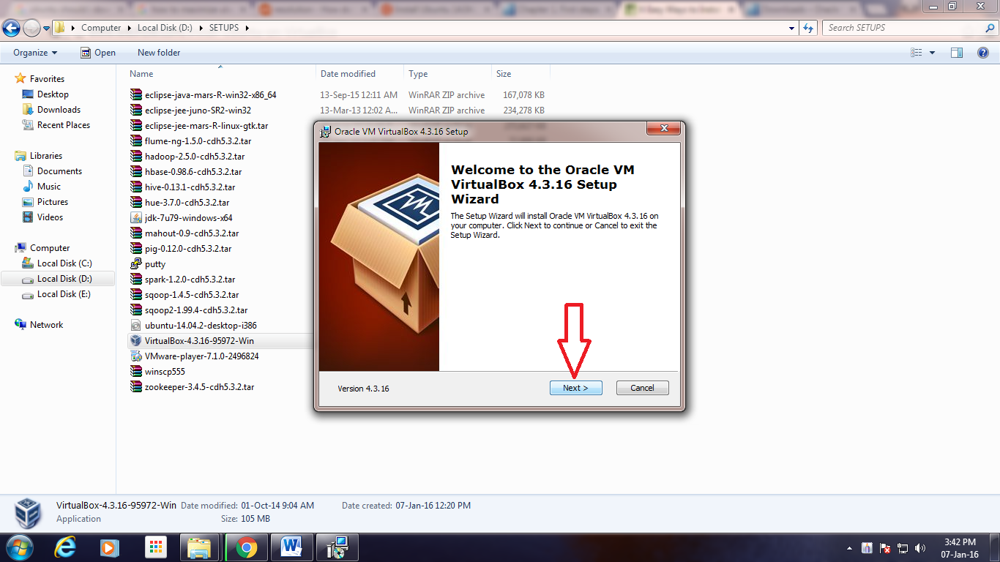 Computer Local Disk (D:) SETUPS
Search SETUPS
Organize Open New folder
Name Date modified Type Size
Favorites
Desktop
Downloads
Recent Places
Libraries
Documents
Music
Pictures
Videos
Computer
Local Disk (C:)
Local Disk (D:)
Local Disk (E:)
Network
eclipse-java-mars-R-win32-x86_64 13-Sep-15 12:11 AM WinRAR ZIP archive 167,078 KB
eclipse-jee-juno-SR2-win32 13-Mar-13 12:02 A... WinRAR ZIP archive 234,278 KB
eclipse-jee-mars-R-linux-gtk.tar
flume-ng-1.5.0-cdh5.3.2.tar
hadoop-2.5.0-cdh5.3.2.tar
hbase-0.98.6-cdh5.3.2.tar
hive-0.13.1-cdh5.3.2.tar
hue-3.7.0-cdh5.3.2.tar
jdk-7u79-windows-x64
mahout-0.9-cdh5.3.2.tar
pig-0.12.0-cdh5.3.2.tar
putty
spark-1.2.0-cdh5.3.2.tar
sqoop-1.4.5-cdh5.3.2.tar
sqoop2-1.99.4-cdh5.3.2.tar
ubuntu-14.04.2-desktop-i386
VirtualBox-4.3.16-95972-Win
VMware-player-7.1.0-2496824
winscp555
zookeeper-3.4.5-cdh5.3.2.tar
Oracle VM VirtualBox 4.3.16 Setup
Welcome to the Oracle VM
VirtualBox 4.3.16 Setup
Wizard
The Setup Wizard will install Oracle VM VirtualBox 4.3.16 on
your computer. Click Next to continue or Cancel to exit the
Setup Wizard.
Version 4.3.16
Next >
Cancel
VirtualBox-4.3.16-95972-Win Date modified: 01-Oct-14 9:04 AM Date created: 07-Jan-16 12:20 PM
Application Size: 105 MB
3:42 PM
07-Jan-16